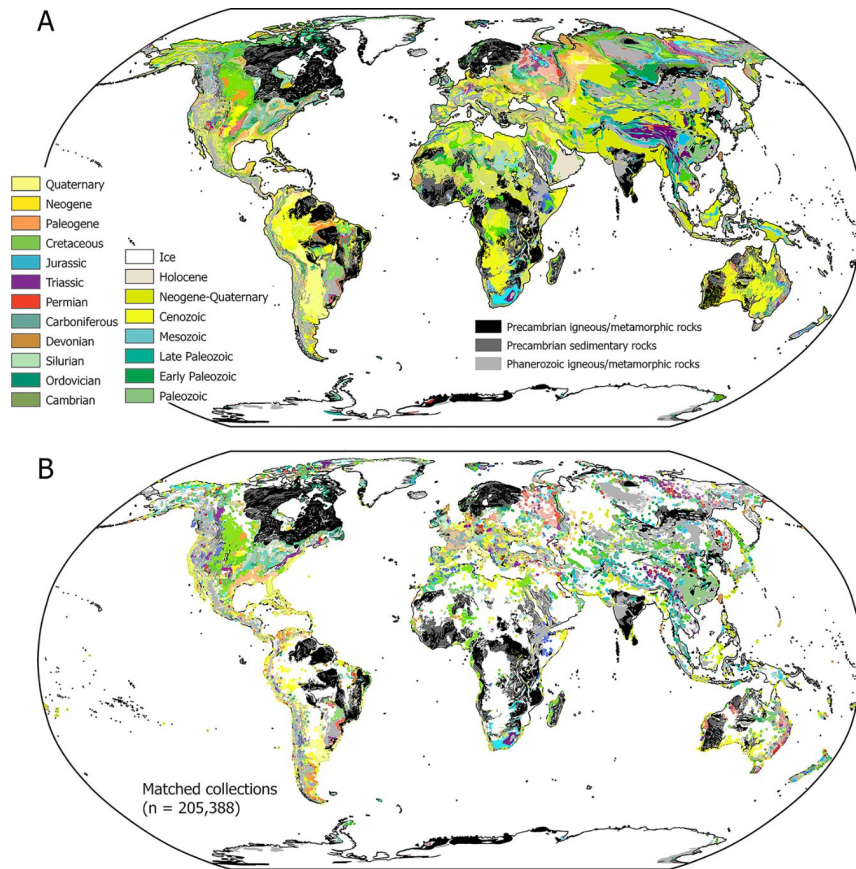 A
Quaternary
Neogene
Paleogene
Cretaceous
Jurassic
Triassic
Permian
Carboniferous
Devonian
Silurian
Ordovician
Cambrian
Ice
Holocene
Neogene-Quaternary
Cenozoic
Mesozoic
Late Paleozoic
Early Paleozoic
Paleozoic
Precambrian igneous/metamorphic rocks
Precambrian sedimentary rocks
Phanerozoic igneous/metamorphic rocks
B
Matched collections
(n = 205,388)